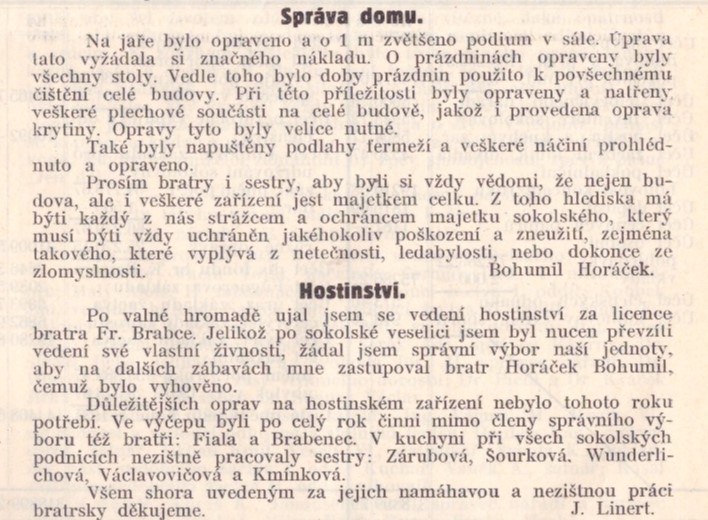 Správa domu.
Na jaře bylo opraveno a o 1 m zvětšeno podium v sále. Úprava
tato vyžádala si značného nákladu. O prázdninách opraveny byly
všechny stoly. Vedle toho bylo doby prázdnin použito k povšechnému
čištění celé budovy. Při této příležitosti byly opraveny a natřeny
veškeré plechové součásti na celé budově, jakož i provedena oprava
krytiny. Opravy tyto byly velice nutné.
Také byly napuštěny podlahy fermeží a veškeré náčiní prohléd-
nuto a opraveno.
Prosím bratry i sestry, aby byli si vždy vědomi, že nejen bu-
dova, ale i veškeré zařízení jest majetkem celku. Z toho hlediska má
býti každý z nás strážcem a ochráncem majetku sokolského, který
musí býti vždy uchráněn jakéhokoliv poškození a zneužití, zejména
takového, které vyplývá z netečnosti, ledabylosti, nebo dokonce ze
zlomyslnosti. Bohumil Horáček.
Hostinství.
Po valné hromadě ujal jsem se vedení hostinství za licence
bratra Fr. Brabce. Jelikož po sokolské veselici jsem byl nucen převzíti
vedení své vlastní živnosti, žádal jsem správní výbor naší jednoty,
aby na dalších zábavách mne zastupoval bratr Horáček Bohumil,
čemuž bylo vyhověno.
Důležitějších oprav na hostinském zařízení nebylo tohoto roku
potřebí. Ve výčepu byli po celý rok činni mimo členy správního vý-
boru též bratři: Fiala a Brabenec. V kuchyni při všech sokolských
podnicích nezištně pracovaly sestry: Zárubová, Šourková, Wunderli-
chová, Václavovičová a Kmínková.
Všem shora uvedeným za jejich namáhavou a nezištnou práci
bratrsky děkujeme. J. Linert.